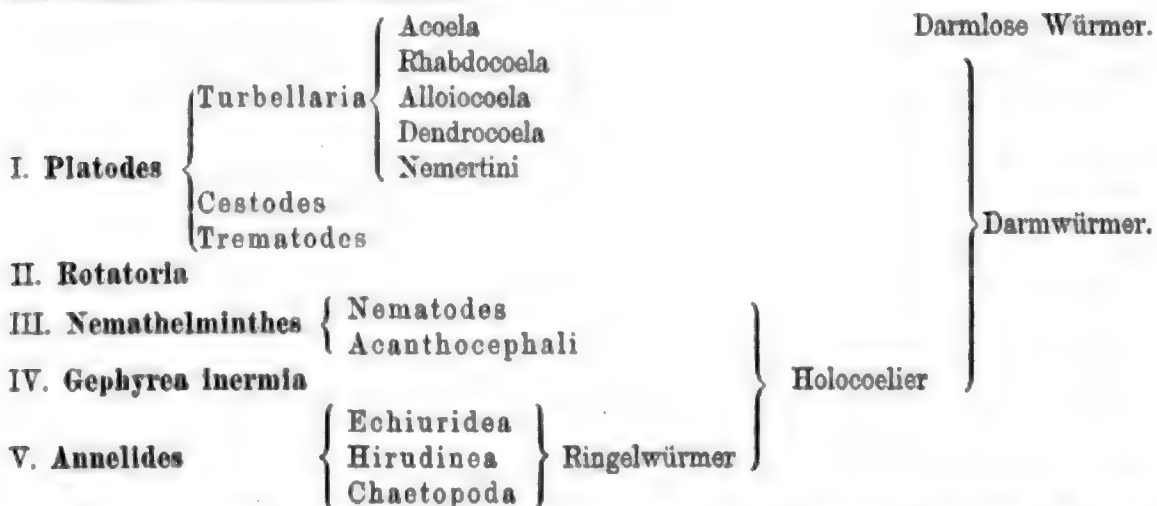 Acoela Darmlose Würmer.
Rhabdocoela
Turbellaria Alloiocoela
Dendrocoela
I. Platodes Nemertini
Cestodes
Trematodes Darmwürmer.
II. Rotatoria
III. Nemathelminthes Nematodes
Acanthocephali
IV. Gephyrea inermia Holocoelier
Echiuridea
V. Annelides Hirudinea Ringelwürmer
Chaetopoda